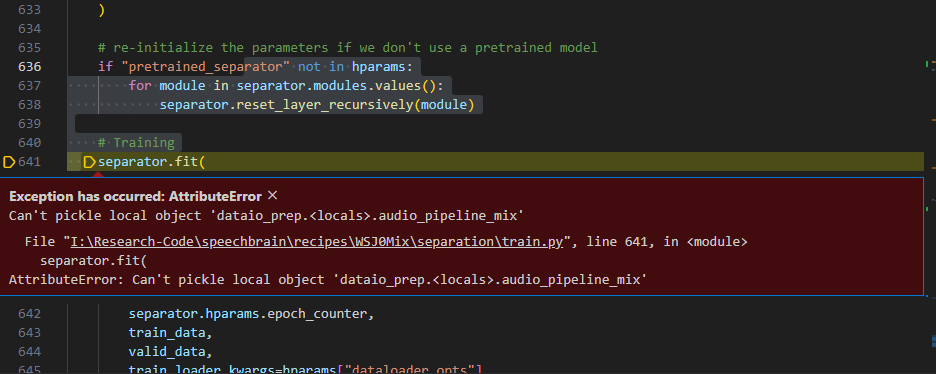 633 )
634
635 # re-initialize the parameters if we don't use a pretrained model
636 if "pretrained_separator" not in hparams:
637 for module in separator.modules.values():
638 separator.reset_layer_recursively(module)
639
640 # Training
641 separator.fit(
Exception has occurred: AttributeError ×
Can't pickle local object 'dataio_prep.<locals>.audio_pipeline_mix'
File "I:\Research-Code\speechbrain\recipes\WSJ0Mix\separation\train.py", line 641, in <module>
separator.fit(
AttributeError: Can't pickle local object 'dataio_prep.<locals>.audio_pipeline_mix'
642 separator.hparams.epoch_counter,
643 train_data,
644 valid_data,
645 train_loader_kwargs=hparams["dataloader_opts"]